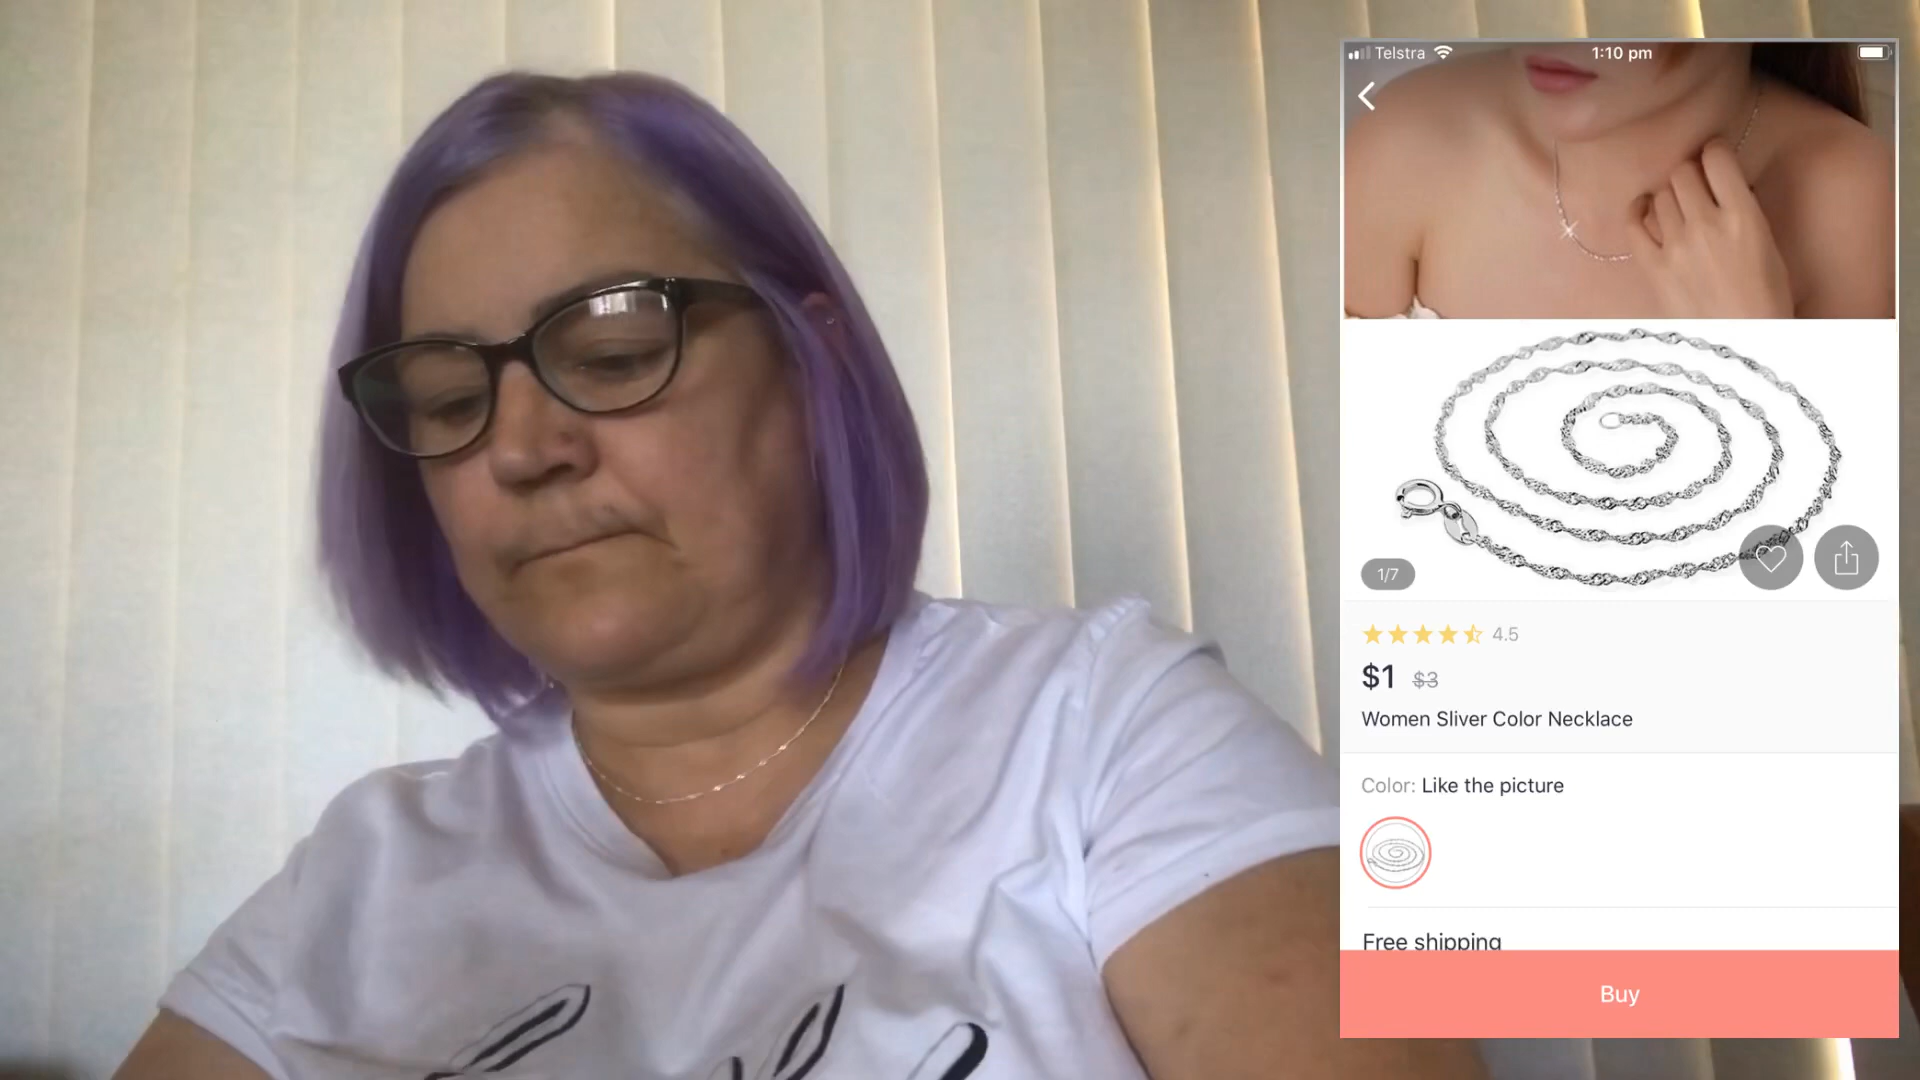 Telstra 1:10 pm
1/7
4.5
$1 $3
Women Sliver Color Necklace
Color: Like the picture
Free shipping
Buy